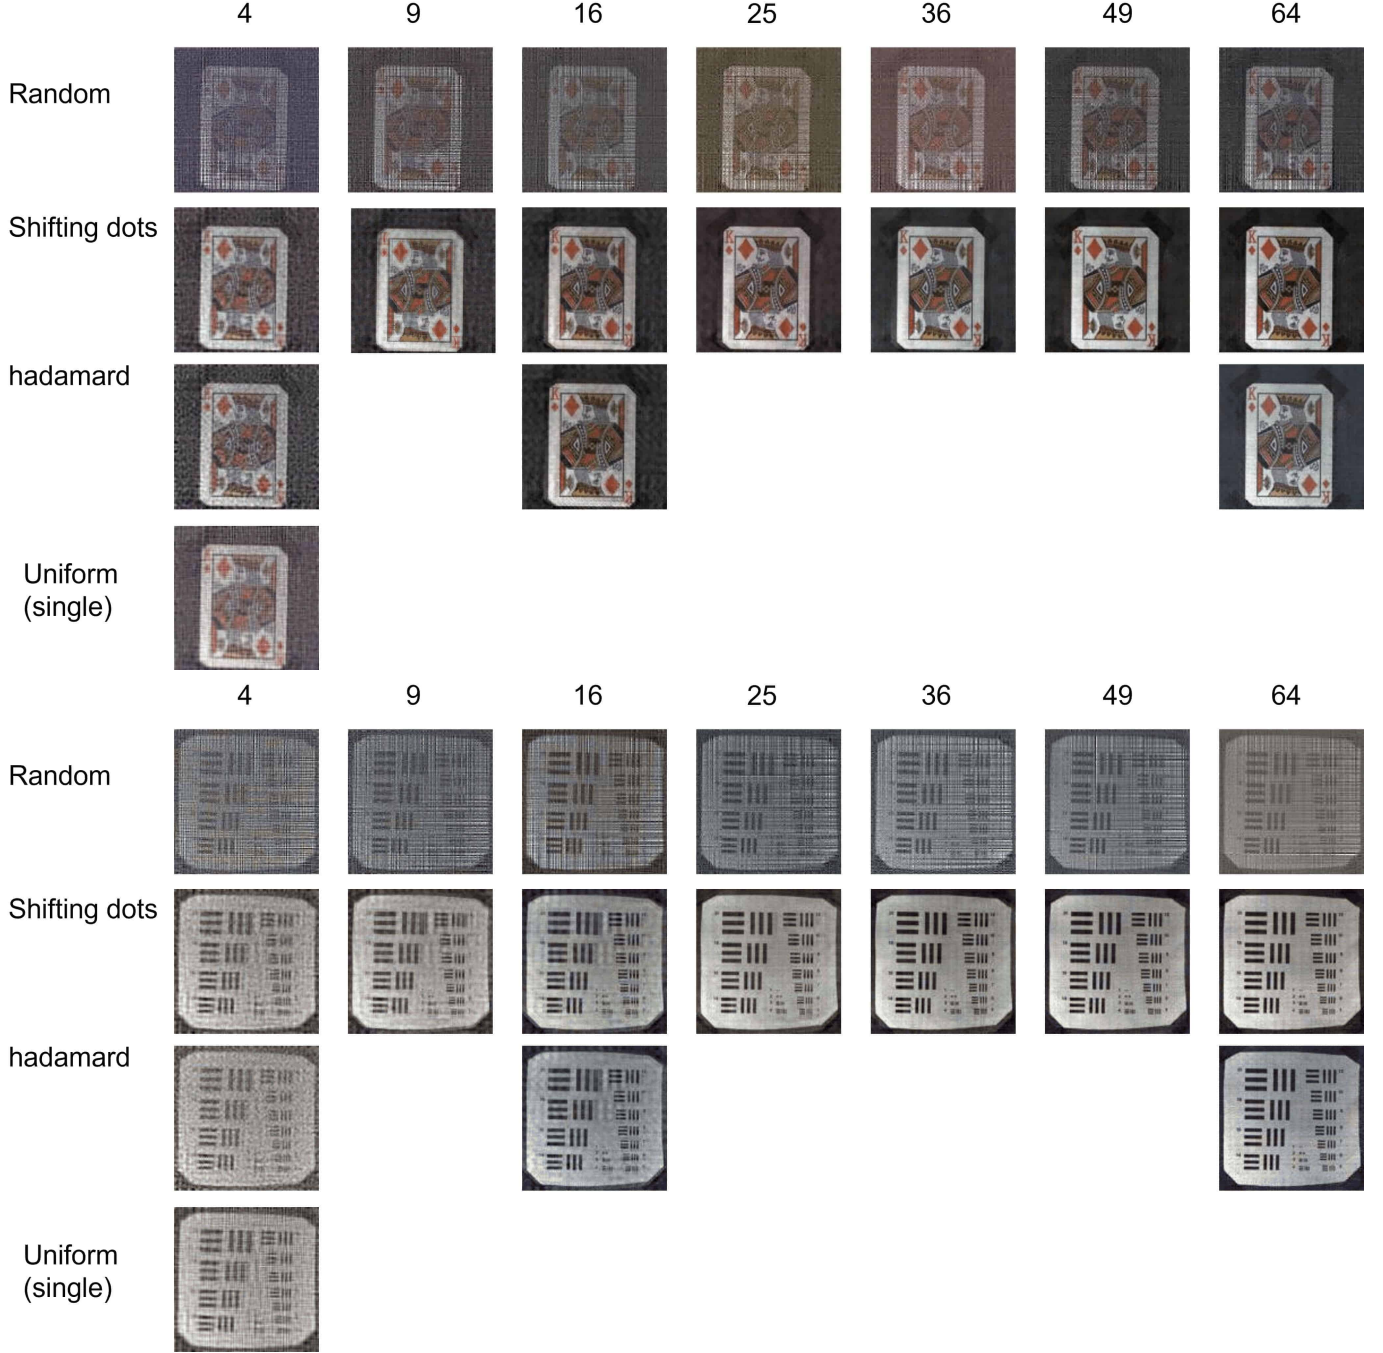 4 9 16 25 36 49 64
Random
Shifting dots
hadamard
Uniform
(single)
4 9 16 25 36 49 64
Random
Shifting dots
hadamard
Uniform
(single)